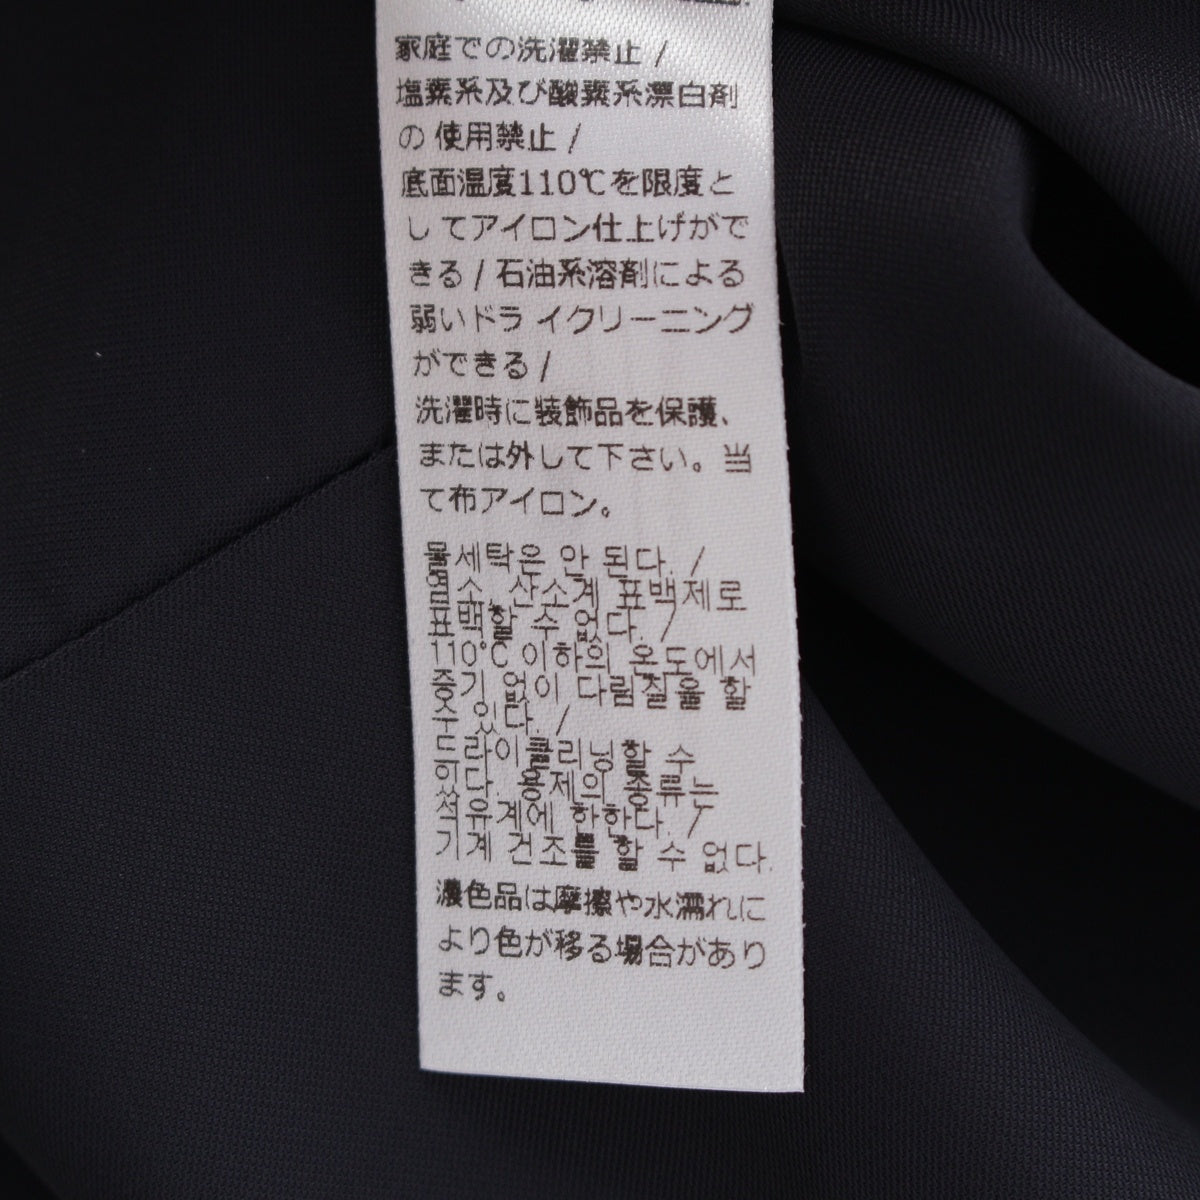 家庭での洗濯禁止 /
塩素系及び酸素系漂白剤
の 使用禁止 /
底面温度110℃を限度と
し てアイロン仕上げがで
きる / 石油系溶剤による
弱いドラ イクリーニング
ができる /
洗濯時に装飾品を保護、
または外して下さい。当
て布アイロン。
물세탁은 안 된다. /
염소, 산소계 표백제로
표백할 수 없다. /
110°C 이하의 온도에서
증기 없이 다림질을 할
수 있다. /
드라이클리닝할 수
있다. 용제의 종류는
석유계에 한한다. /
기계 건조를 할 수 없다.
濃色品は摩擦や水濡れに
より色が移る場合があり
ます。